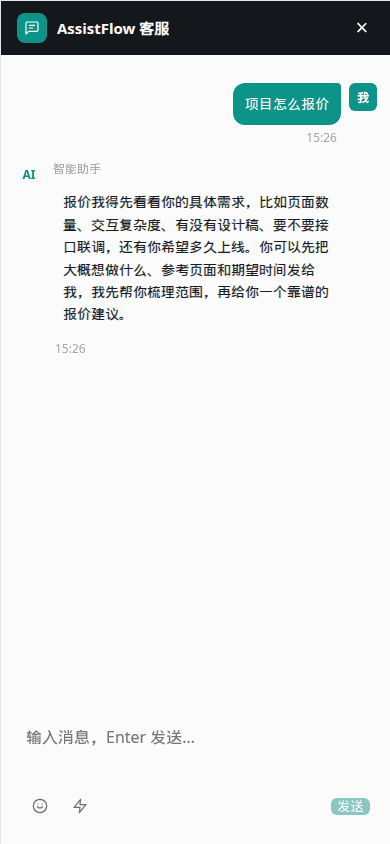 AssistFlow 客服
项目怎么报价
我
15:26
AI
智能助手
报价我得先看看你的具体需求，比如页面数
量、交互复杂度、有没有设计稿、要不要接
口联调，还有你希望多久上线。你可以先把
大概想做什么、参考页面和期望时间发给
我，我先帮你梳理范围，再给你一个靠谱的
报价建议。
15:26
输入消息，Enter 发送...
发送